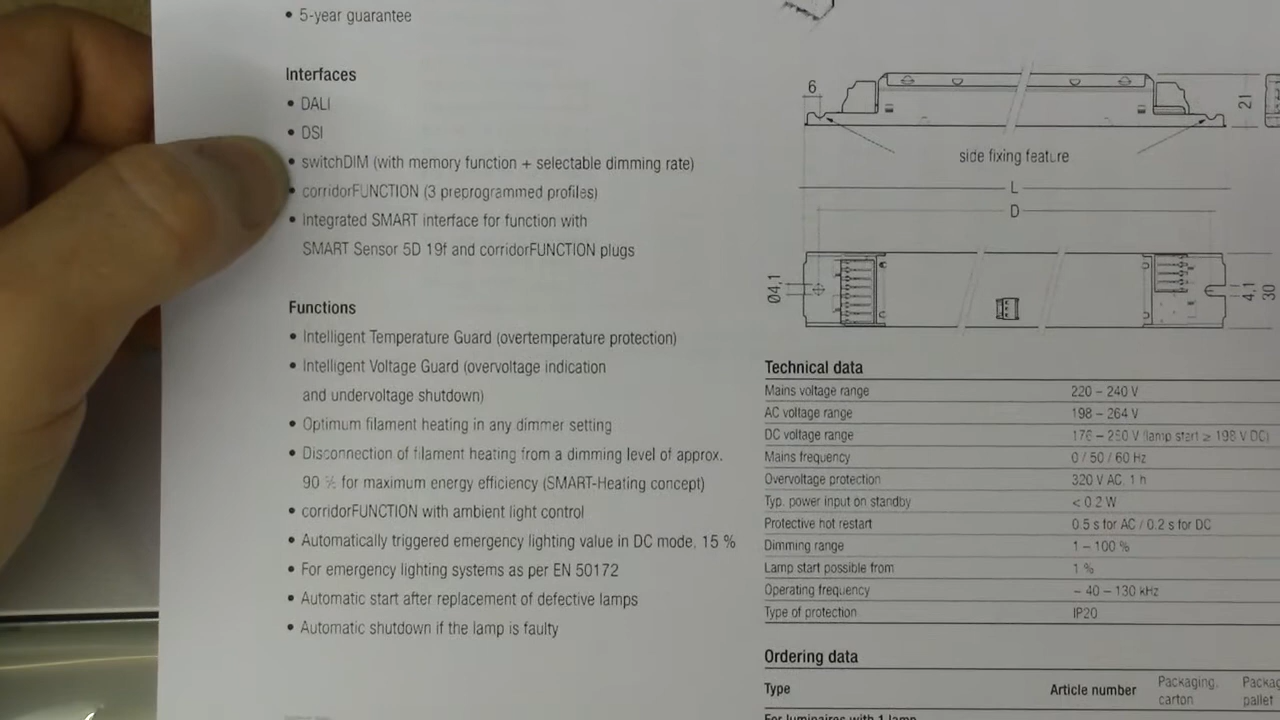 • 5-year guarantee
Interfaces
• DALI
• DSI
• switchDIM (with memory function + selectable dimming rate)
• corridorFUNCTION (3 preprogrammed profiles)
• Integrated SMART interface for function with
SMART Sensor 5D 19f and corridorFUNCTION plugs
Functions
• Intelligent Temperature Guard (overtemperature protection)
• Intelligent Voltage Guard (overvoltage indication
and undervoltage shutdown)
• Optimum filament heating in any dimmer setting
• Disconnection of filament heating from a dimming level of approx.
90 % for maximum energy efficiency (SMART-Heating concept)
• corridorFUNCTION with ambient light control
• Automatically triggered emergency lighting value in DC mode, 15 %
• For emergency lighting systems as per EN 50172
• Automatic start after replacement of defective lamps
• Automatic shutdown if the lamp is faulty
6
21
side fixing feature
L
D
Ø4,1
4,1
30
Technical data
Mains voltage range 220 – 240 V
AC voltage range 198 – 264 V
DC voltage range 176 – 280 V (lamp start ≥ 198 V DC)
Mains frequency 0 / 50 / 60 Hz
Overvoltage protection 320 V AC, 1 h
Typ. power input on standby < 0.2 W
Protective hot restart 0.5 s for AC / 0.2 s for DC
Dimming range 1 – 100 %
Lamp start possible from 1 %
Operating frequency ~ 40 – 130 kHz
Type of protection IP20
Ordering data
Type Article number Packaging, carton Packag pallet
For luminaires with 1 lamp